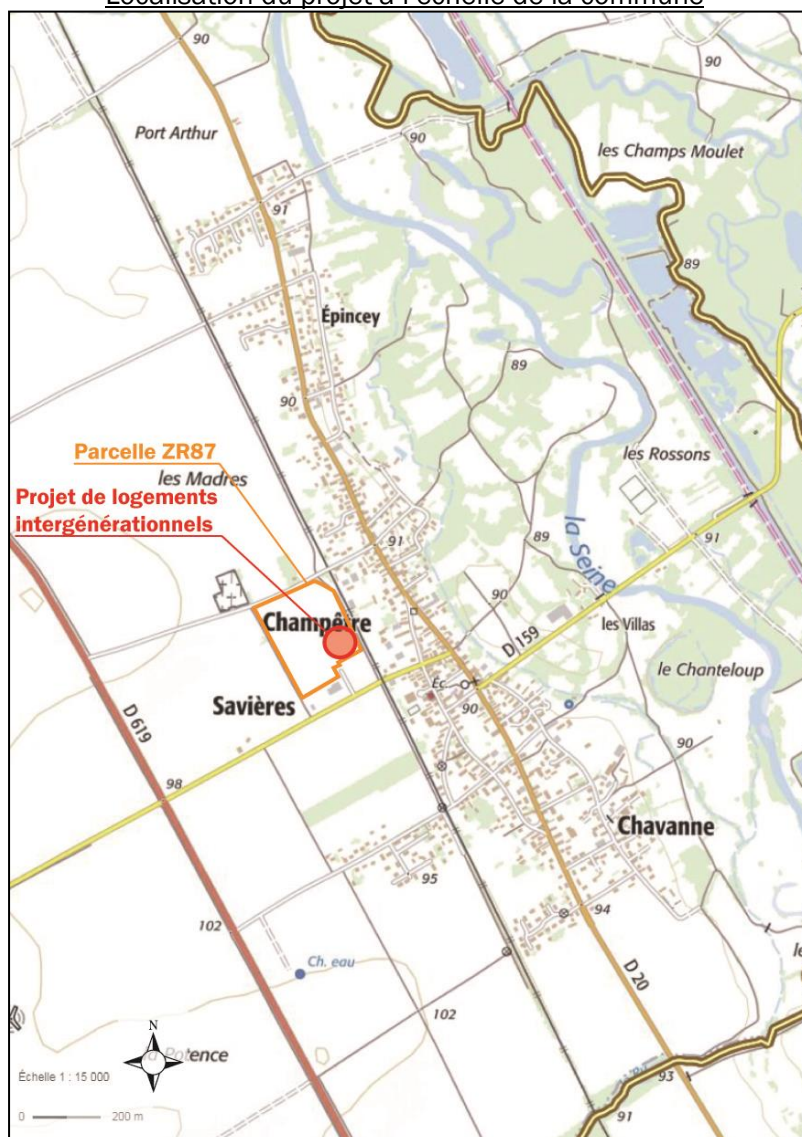 Localisation du projet à l'échelle de la commune
90
90
Port Arthur
90
les Champs Moulet
91
89
Épincey
89
90
Parcelle ZR87
les Madres
les Rossons
Projet de logements
intergénérationnels
91
89
91
la Seine
90
Champêtre
les Villas
D 159
le Chanteloup
Éc.
Savières
90
D 619
90
98
Chavanne
95
94
102
Ch. eau
D 20
102
Potence
93
91
N
Échelle 1 : 15 000
0
200 m